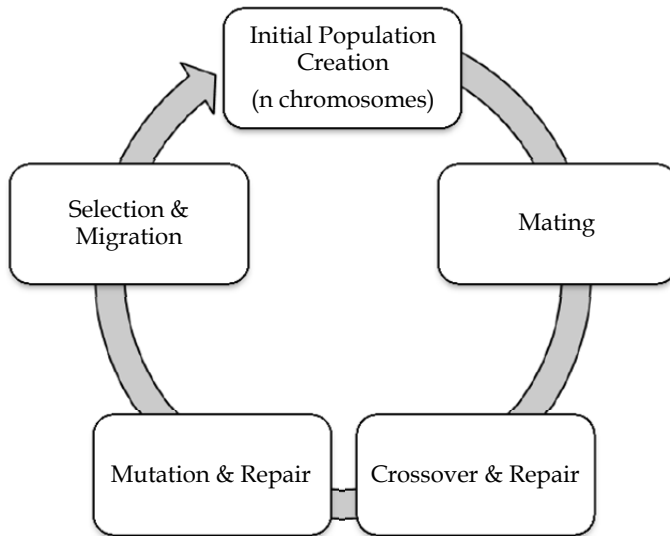 Initial Population
Creation
(n chromosomes)
Mating
Crossover & Repair
Mutation & Repair
Selection &
Migration